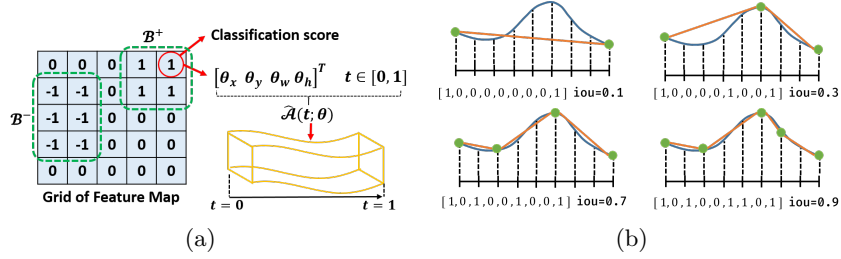 B⁺
Classification score
0 0 0 1 1
-1 -1 0 1 1
-1 -1 0 0 0
-1 -1 0 0 0
0 0 0 0 0
B⁻
Grid of Feature Map
[θx θy θw θh]ᵀ t ∈ [0, 1]
Â(t; θ)
t = 0 t = 1
(a)
[1,0,0,0,0,0,0,0,1] iou=0.1
[1,0,0,0,0,1,0,0,1] iou=0.3
[1,0,1,0,0,1,0,0,1] iou=0.7
[1,0,1,0,0,1,1,0,1] iou=0.9
(b)